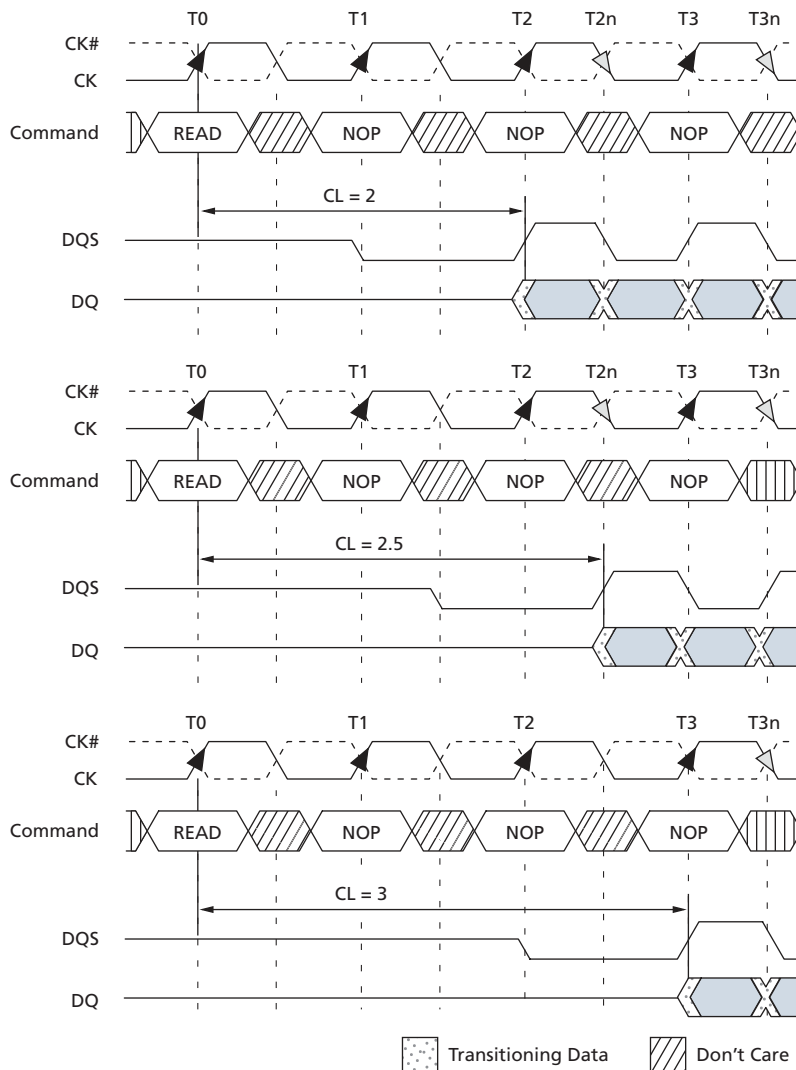 T0 T1 T2 T2n T3 T3n
CK#
CK
Command READ NOP NOP NOP
CL = 2
DQS
DQ
T0 T1 T2 T2n T3 T3n
CK#
CK
Command READ NOP NOP NOP
CL = 2.5
DQS
DQ
T0 T1 T2 T3 T3n
CK#
CK
Command READ NOP NOP NOP
CL = 3
DQS
DQ
Transitioning Data Don't Care